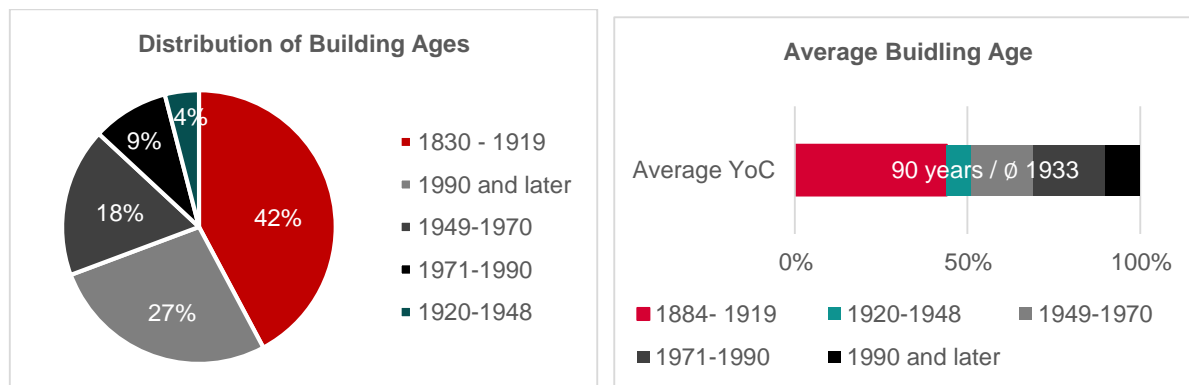 Distribution of Building Ages
4%
9%
18%
42%
27%
1830 - 1919
1990 and later
1949-1970
1971-1990
1920-1948
Average Buidling Age
Average YoC
90 years / ∅ 1933
0%
50%
100%
1884- 1919
1920-1948
1949-1970
1971-1990
1990 and later